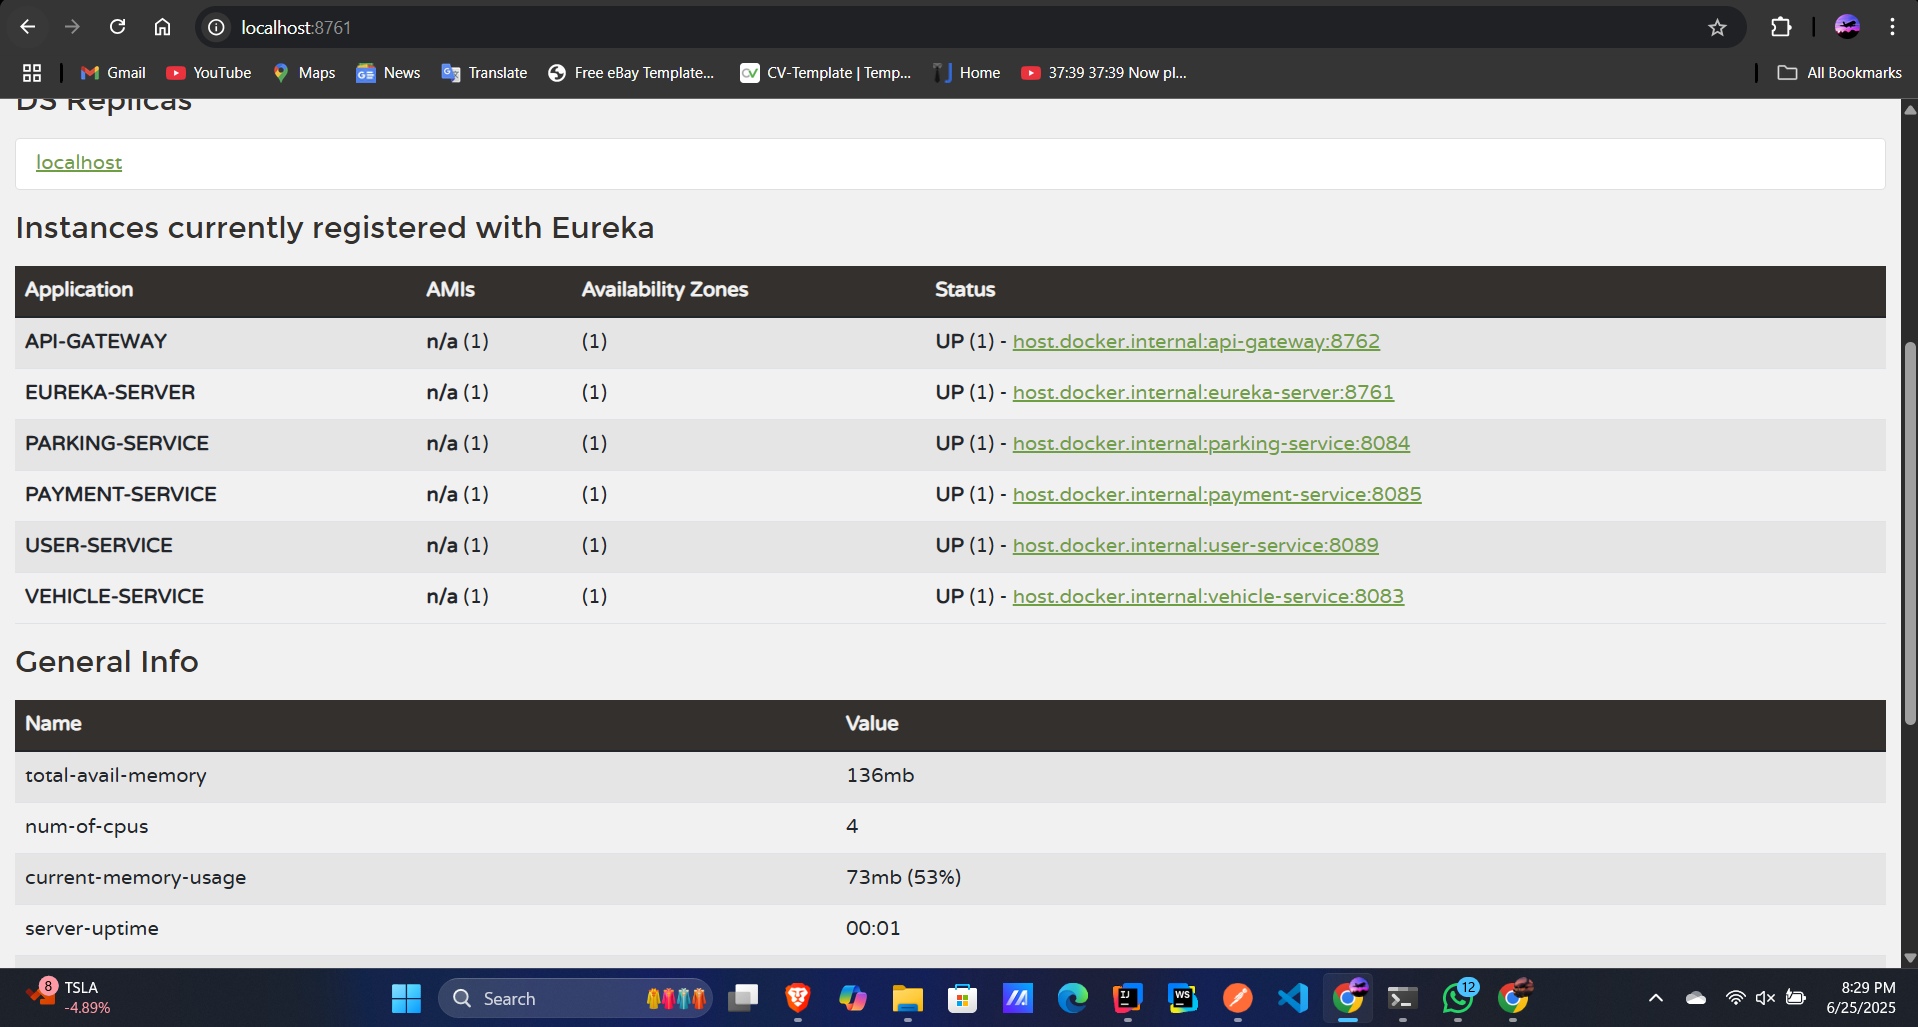 localhost:8761
Gmail
YouTube
Maps
News
Translate
Free eBay Template...
CV-Template | Temp...
Home
37:39 37:39 Now pl...
All Bookmarks
DS Replicas
localhost
Instances currently registered with Eureka
Application AMIs Availability Zones Status
API-GATEWAY n/a (1) (1) UP (1) - host.docker.internal:api-gateway:8762
EUREKA-SERVER n/a (1) (1) UP (1) - host.docker.internal:eureka-server:8761
PARKING-SERVICE n/a (1) (1) UP (1) - host.docker.internal:parking-service:8084
PAYMENT-SERVICE n/a (1) (1) UP (1) - host.docker.internal:payment-service:8085
USER-SERVICE n/a (1) (1) UP (1) - host.docker.internal:user-service:8089
VEHICLE-SERVICE n/a (1) (1) UP (1) - host.docker.internal:vehicle-service:8083
General Info
Name Value
total-avail-memory 136mb
num-of-cpus 4
current-memory-usage 73mb (53%)
server-uptime 00:01
8
TSLA
-4.89%
Search
IJ
WS
12
8:29 PM
6/25/2025